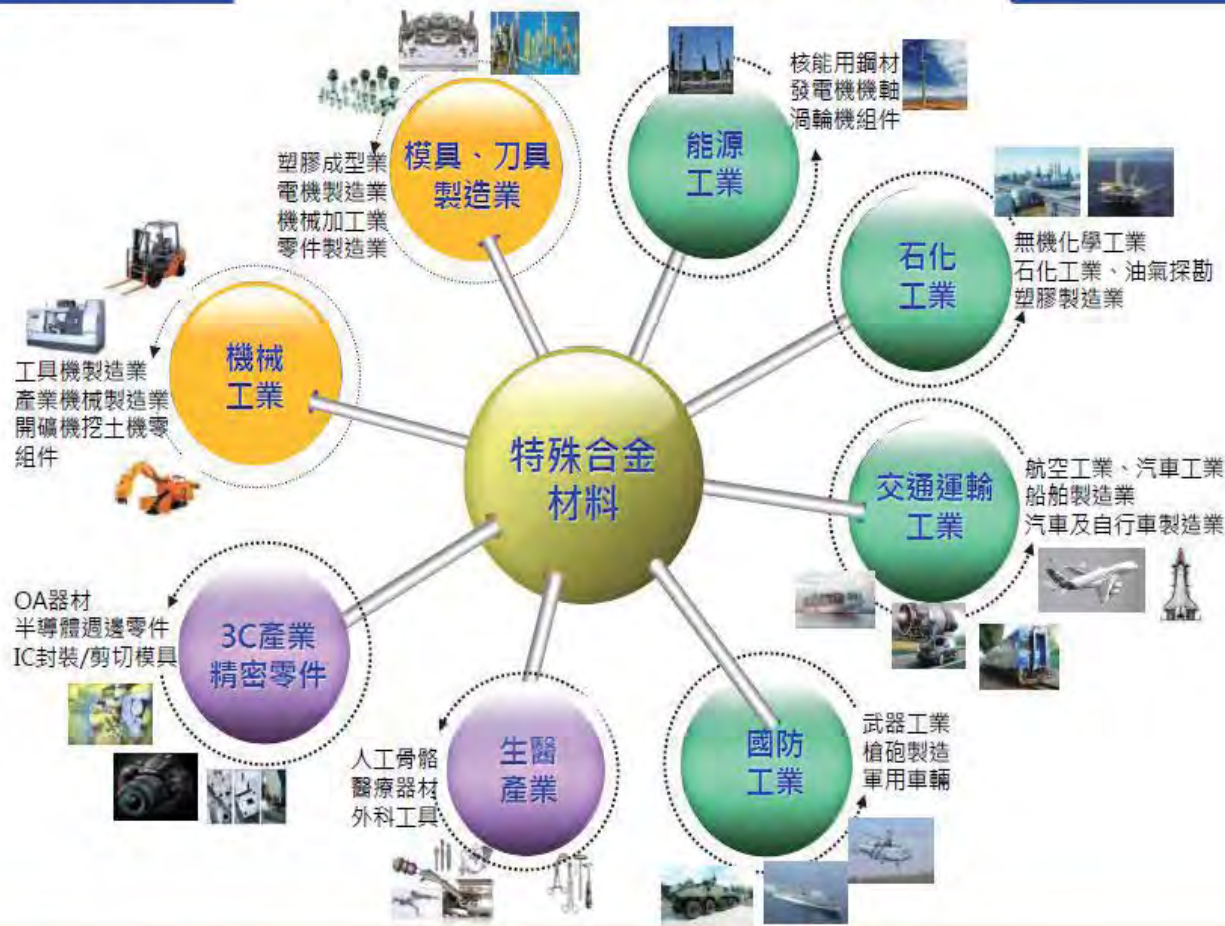 特殊合金
材料
模具、刀具
製造業
塑膠成型業
電機製造業
機械加工業
零件製造業
能源
工業
核能用鋼材
發電機機軸
渦輪機組件
石化
工業
無機化學工業
石化工業、油氣探勘
塑膠製造業
交通運輸
工業
航空工業、汽車工業
船舶製造業
汽車及自行車製造業
國防
工業
武器工業
槍砲製造
軍用車輛
生醫
產業
人工骨骼
醫療器材
外科工具
3C產業
精密零件
OA器材
半導體週邊零件
IC封裝/剪切模具
機械
工業
工具機製造業
產業機械製造業
開礦機挖土機零
組件